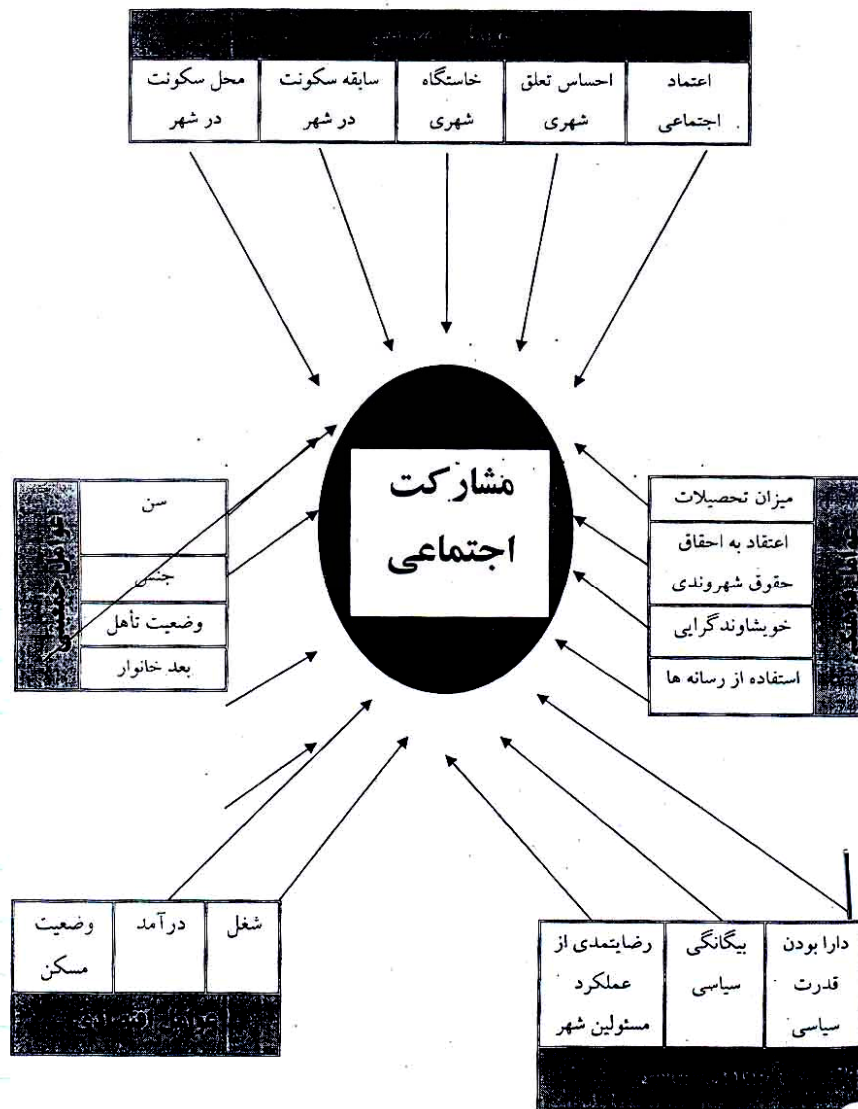 اعتماد
اجتماعی
احساس تعلق
شهری
خاستگاه
شهری
سابقه سکونت
در شهر
محل سکونت
در شهر
مشارکت
اجتماعی
میزان تحصیلات
اعتقاد به احقاق
حقوق شهروندی
خویشاوندگرایی
استفاده از رسانه ها
سن
جنس
وضعیت تأهل
بعد خانوار
دارا بودن
قدرت
سیاسی
بیگانگی
سیاسی
رضایتمدی از
عملکرد
مسئولین شهر
شغل
درآمد
وضعیت
مسکن